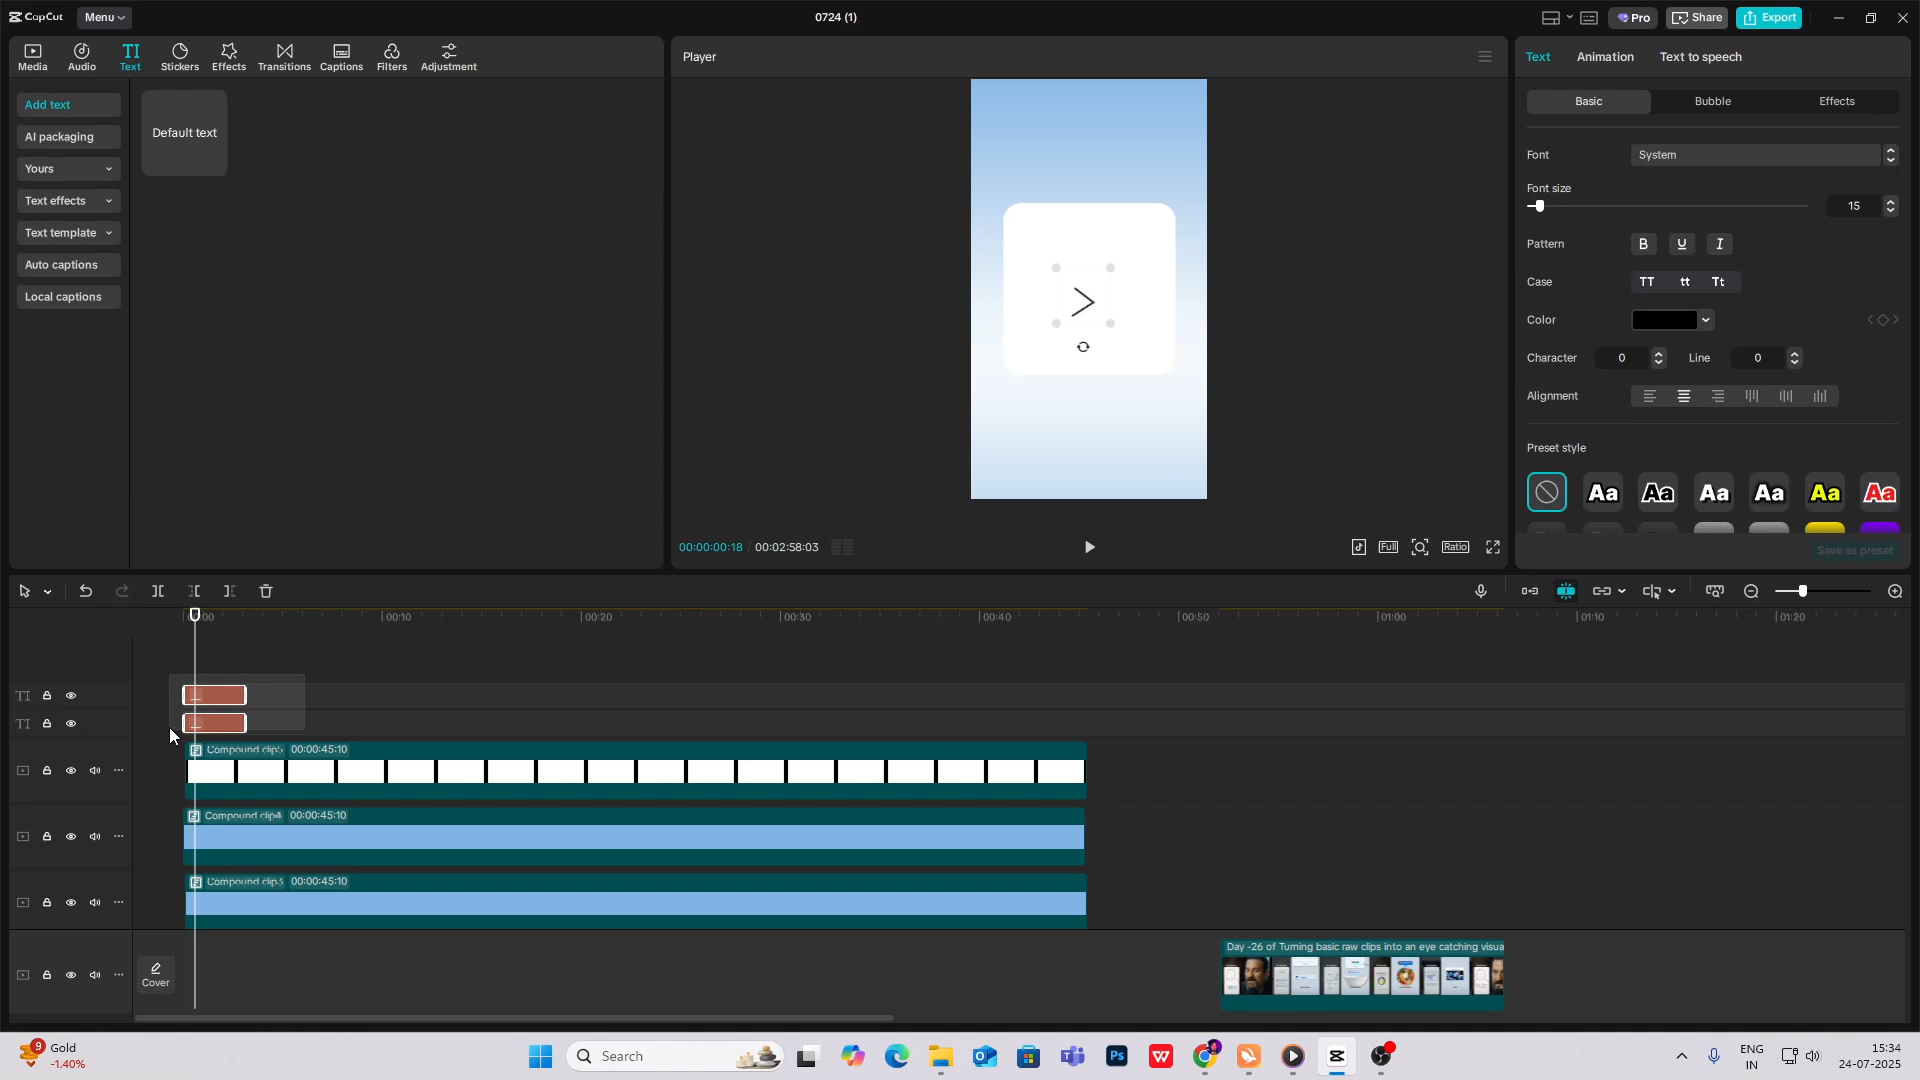 CapCut
Menu
0724 (1)
Pro
Share
Export
Media
Audio
TI
Text
Stickers
Effects
Transitions
Captions
Filters
Adjustment
Player
Text
Animation
Text to speech
Add text
AI packaging
Yours
Text effects
Text template
Auto captions
Local captions
Default text
Basic
Bubble
Effects
Font
System
Font size
15
Pattern
B U I
Case
TT tt Tt
Color
Character
0
Line
0
Alignment
Preset style
Aa Aa Aa Aa Aa Aa
Save as preset
>
00:00:00:18 / 00:02:58:03
Full
Ratio
00:00
00:10
00:20
00:30
00:40
00:50
01:00
01:10
01:20
TI
TI
Compound clip5 00:00:45:10
Compound clip4 00:00:45:10
Compound clip3 00:00:45:10
Cover
Day -26 of Turning basic raw clips into an eye catching visua
9
Gold
-1.40%
Search
Ps
W
ENG
IN
15:34
24-07-2025